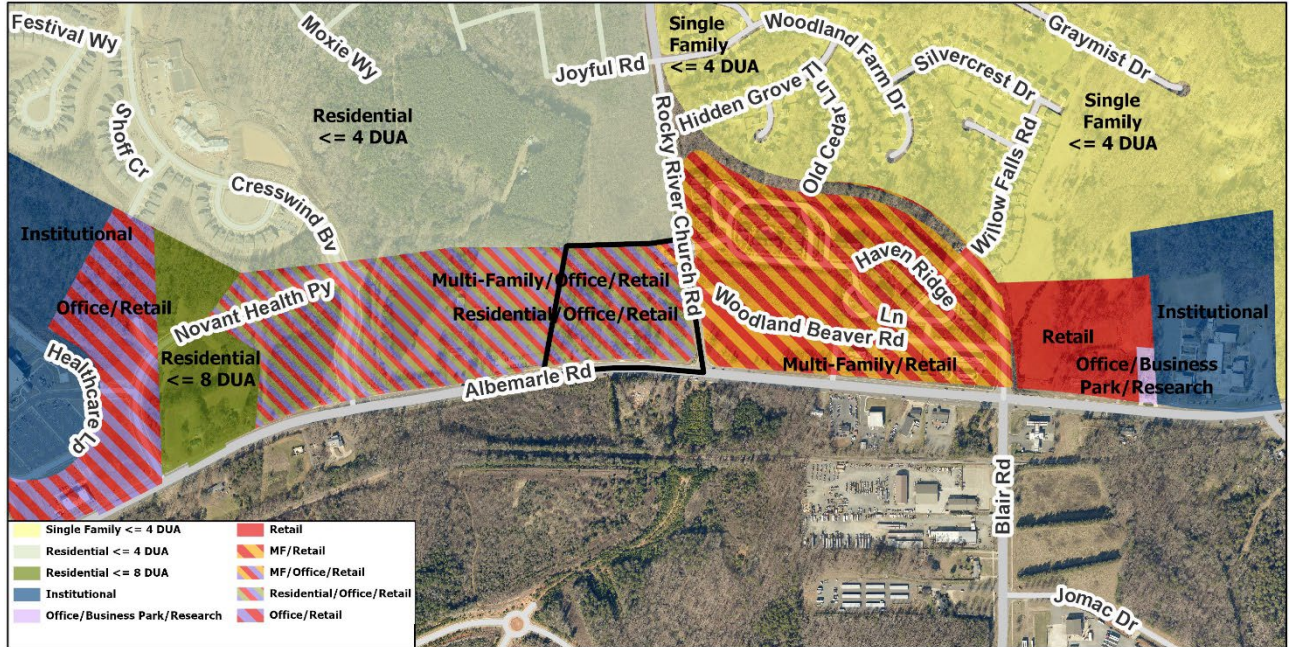 Festival Wy
Moxie Wy
Joyful Rd
Single
Family
<= 4 DUA
Woodland Farm Dr
Graymist Dr
Silvercrest Dr
Hidden Grove Ln
Old Cedar Ln
Willow Falls Rd
Single
Family
<= 4 DUA
Residential
<= 4 DUA
Shoff Cr
Cresswind Bv
Rocky River Church Rd
Institutional
Office/Retail
Novant Health Py
Multi-Family/Office/Retail
Residential/Office/Retail
Haven Ridge
Ln
Woodland Beaver Rd
Multi-Family/Retail
Retail
Institutional
Office/Business
Park/Research
Residential
<= 8 DUA
Healthcare Lp
Albemarle Rd
Blair Rd
Jomac Dr
Single Family <= 4 DUA
Residential <= 4 DUA
Residential <= 8 DUA
Institutional
Office/Business Park/Research
Retail
MF/Retail
MF/Office/Retail
Residential/Office/Retail
Office/Retail